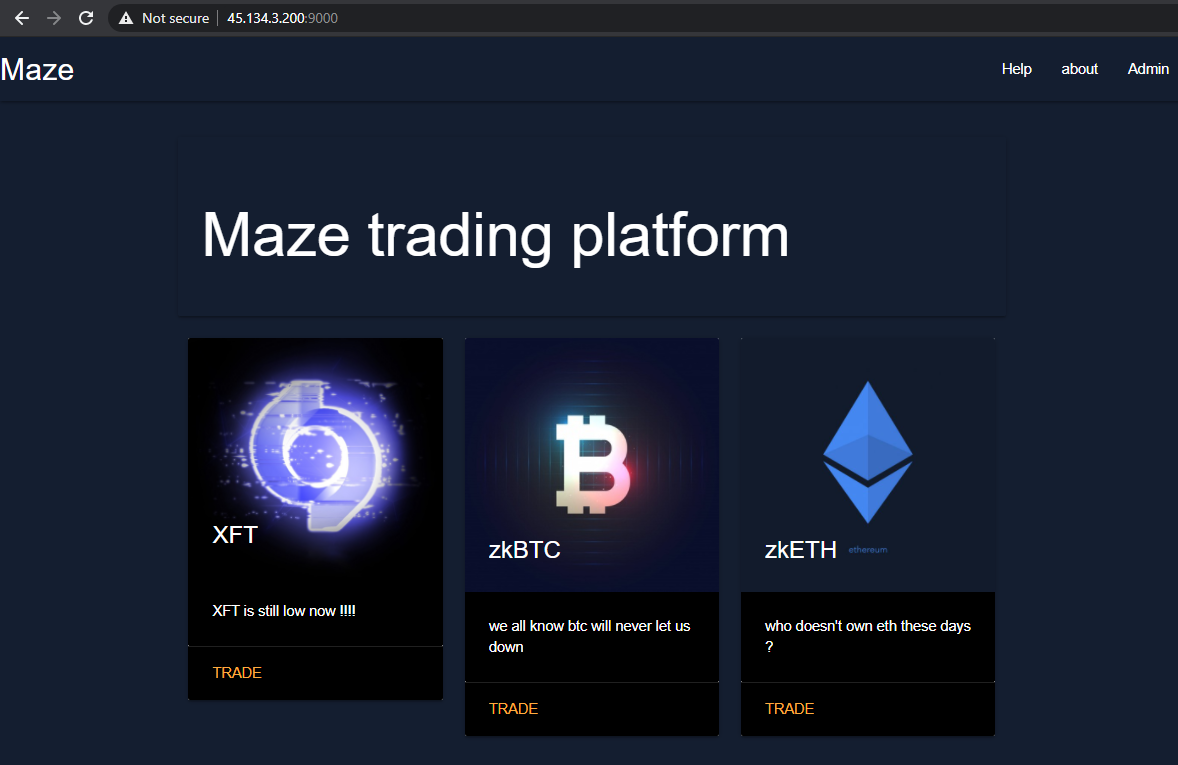 Not secure | 45.134.3.200:9000
Maze
Help about Admin
Maze trading platform
XFT
XFT is still low now !!!!
TRADE
zkBTC
we all know btc will never let us
down
TRADE
zkETH
ethereum
who doesn't own eth these days
?
TRADE